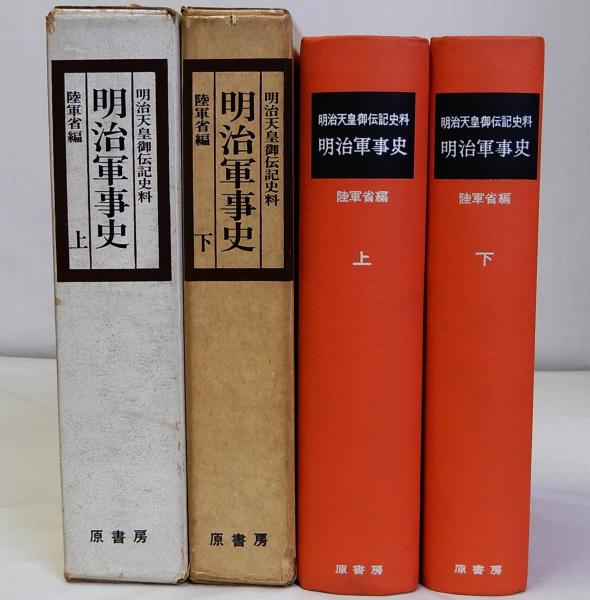 明治天皇御伝記史料
明治軍事史
陸軍省編
上
原書房
明治天皇御伝記史料
明治軍事史
陸軍省編
下
原書房
明治天皇御伝記史料
明治軍事史
陸軍省編
上
原書房
明治天皇御伝記史料
明治軍事史
陸軍省編
下
原書房